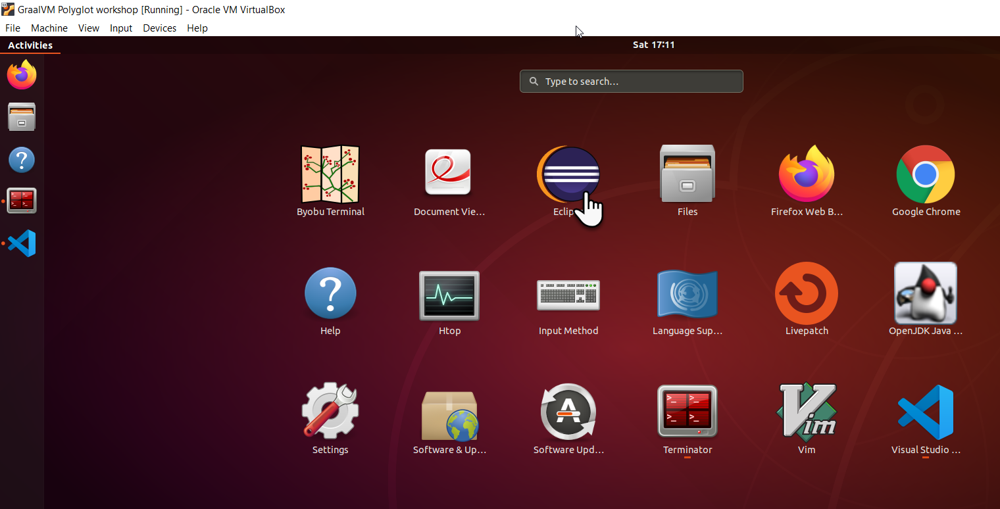 GraalVM Polyglot workshop [Running] - Oracle VM VirtualBox
File Machine View Input Devices Help
Activities
Sat 17:11
Type to search…
Byobu Terminal
Document Vie…
Eclip
Files
Firefox Web B…
Google Chrome
Help
Htop
Input Method
Language Sup…
Livepatch
OpenJDK Java …
Settings
Software & Up…
Software Upd…
Terminator
Vim
Visual Studio …